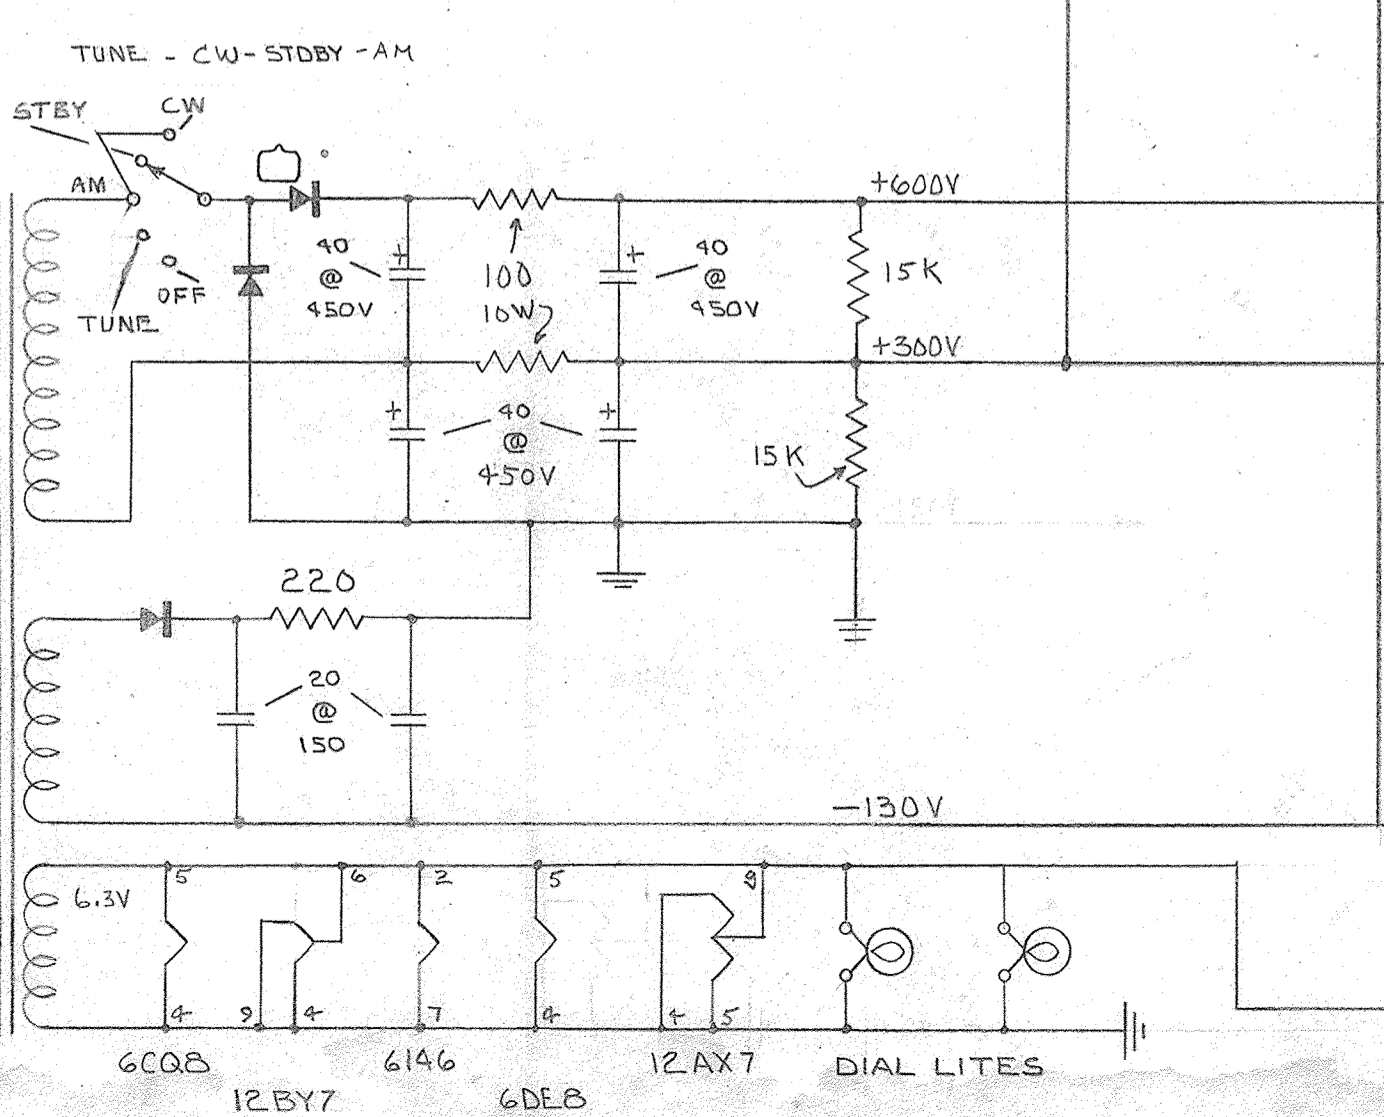 TUNE - CW - STDBY - AM
STBY
CW
AM
OFF
TUNE
+600V
40
@
450V
+
100
10W
+
40
@
450V
15K
+300V
+
40
@
450V
+
15K
220
20
@
150
-130V
6.3V
5
6
2
5
9
4
9
4
7
4
4
5
6CQ8
12BY7
6146
6DE8
12AX7
DIAL LITES